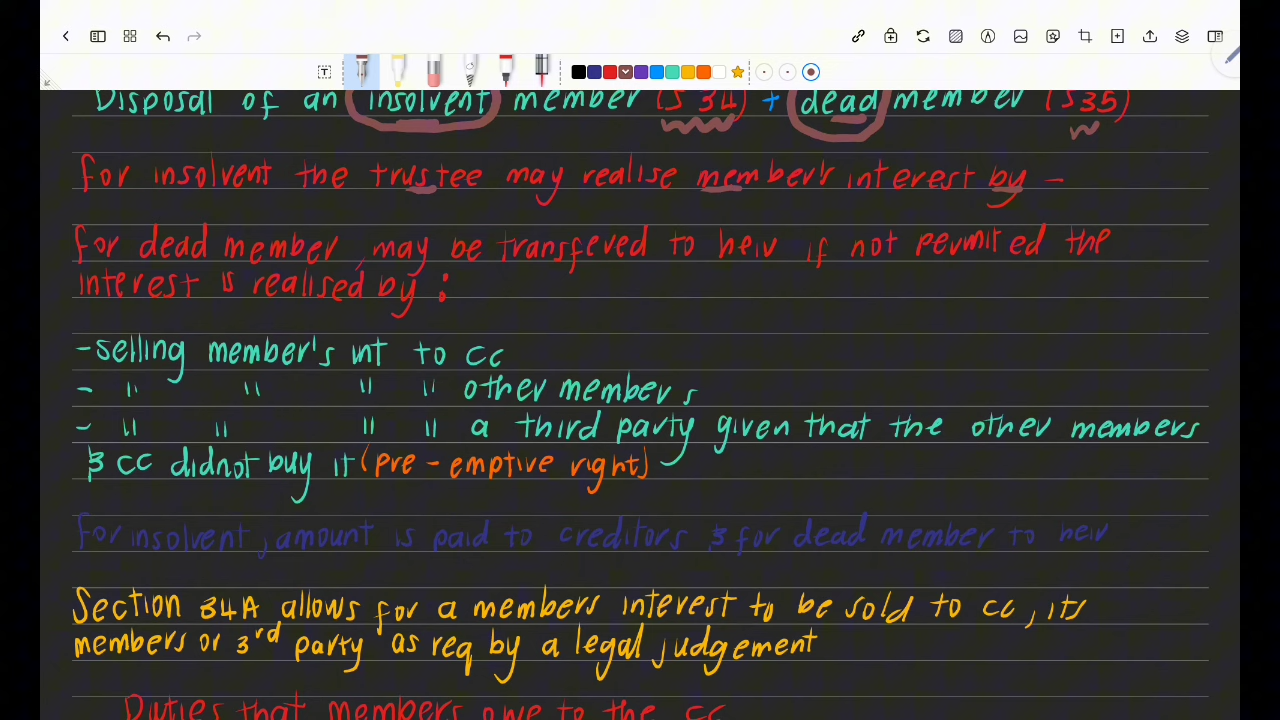 Disposal of an insolvent member (S 34) + dead member (S35)
For insolvent the trustee may realise member's interest by -
for dead member, may be transfered to heir if not permited the
interest is realised by :
- selling member's int to cc
- " " " " other members
- " " " " a third party given that the other members
& cc didnot buy it (pre-emptive right)
For insolvent, amount is paid to creditors & for dead member to heir
Section 34A allows for a members interest to be sold to cc, its
members or 3rd party as req by a legal judgement
Duties that members owe to the cc